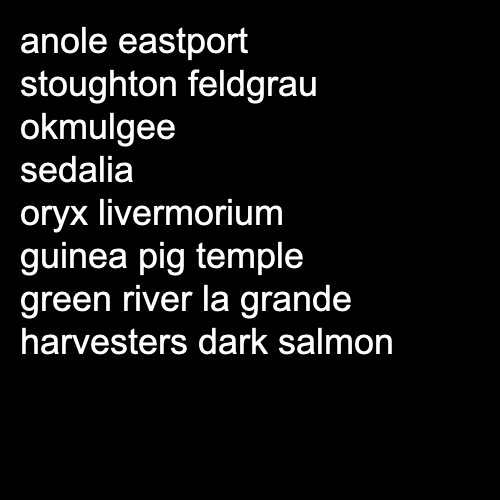 anole eastport
stoughton feldgrau
okmulgee
sedalia
oryx livermorium
guinea pig temple
green river la grande
harvesters dark salmon